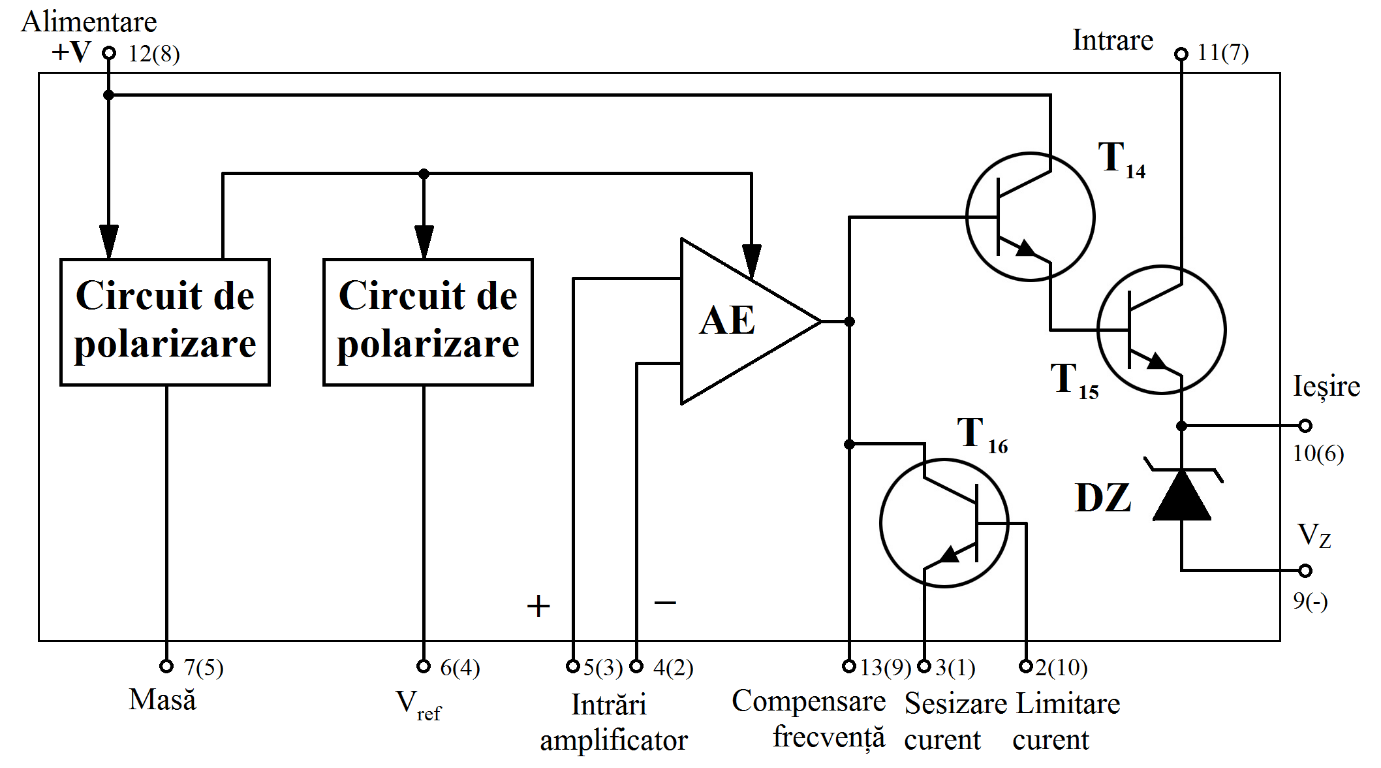 Alimentare
+V 12(8)
Intrare
11(7)
T14
Circuit de
polarizare
Circuit de
polarizare
AE
T15
Ieșire
10(6)
T16
DZ
VZ
9(-)
+ −
7(5)
Masă
6(4)
Vref
5(3) 4(2)
Intrări
amplificator
13(9)
Compensare
frecvență
3(1)
Sesizare
curent
2(10)
Limitare
curent